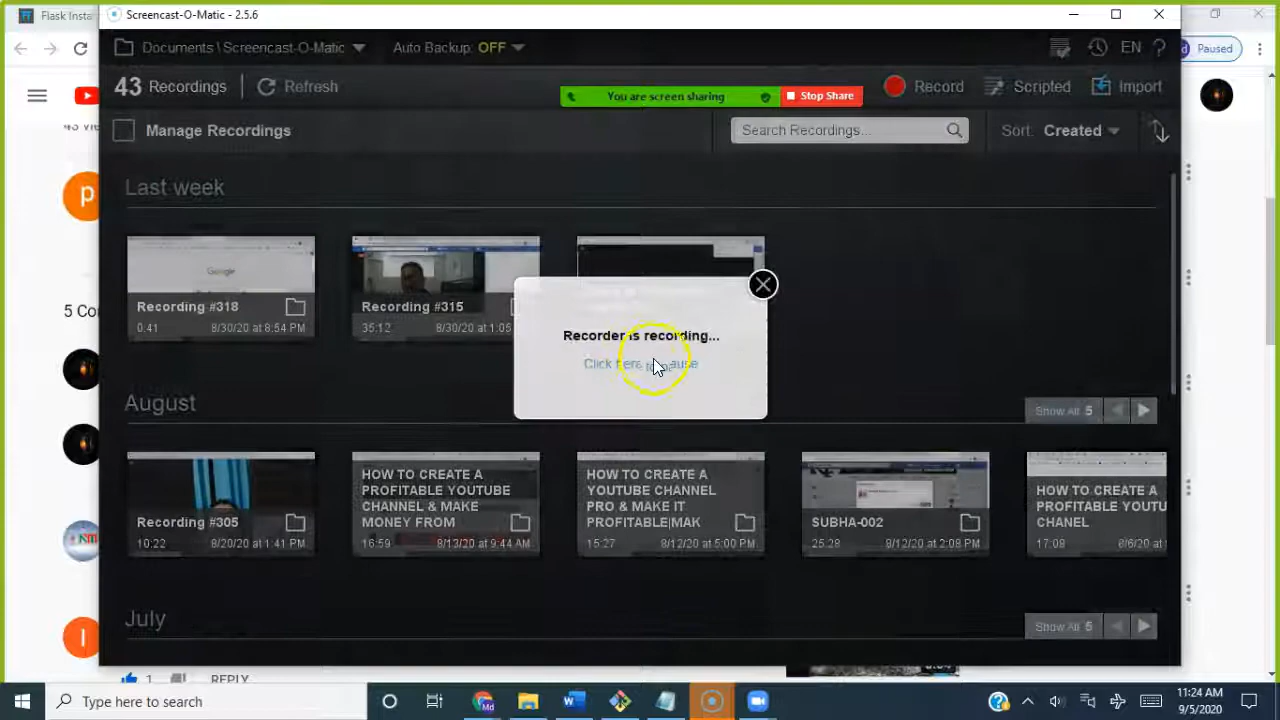 Flask Insta
Screencast-O-Matic - 2.5.6
Documents \ Screencast-O-Matic
Auto Backup: OFF
EN
?
Paused
43 Recordings
Refresh
You are screen sharing
Stop Share
Record
Scripted
Import
43 Vie
Manage Recordings
Search Recordings...
Sort: Created
Last week
p
Recording #318
0:41 8/30/20 at 8:54 PM
Google
Recording #315
35:12 8/30/20 at 1:05
Recorder is recording...
Click here to pause
5 Co
August
Show All 5
Recording #305
10:22 8/20/20 at 1:41 PM
HOW TO CREATE A
PROFITABLE YOUTUBE
CHANNEL & MAKE
MONEY FROM
16:59 8/13/20 at 9:44 AM
HOW TO CREATE A
YOUTUBE CHANNEL
PRO & MAKE IT
PROFITABLE|MAK
15:27 8/12/20 at 5:00 PM
SUBHA-002
25:28 8/12/20 at 2:08 PM
HOW TO CREATE A
PROFITABLE YOUTU
CHANEL
17:08 8/6/20 at
July
Show All 5
l
1 REPLY
Type here to search
Md
W
11:24 AM
9/5/2020